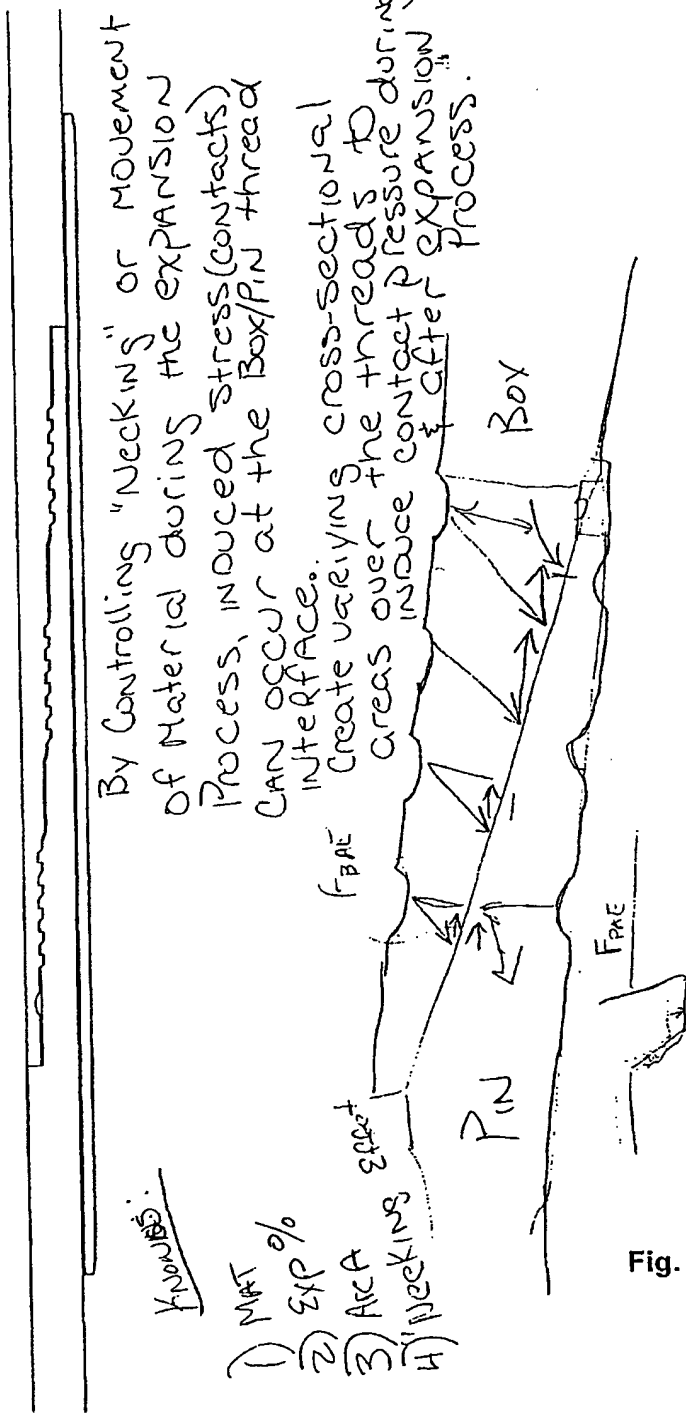 By Controlling "Necking" or Movement
of Material during the expansion
Process, induced stress (contacts)
CAN occur at the Box/Pin thread
interface.
Create varying cross-sectional
areas over the threads to
induce contact pressure during
& after expansion
process.
1) MAT
2) Exp %
3) Area
4) "Necking Effect
Box
Pin
F PAE
Fig.